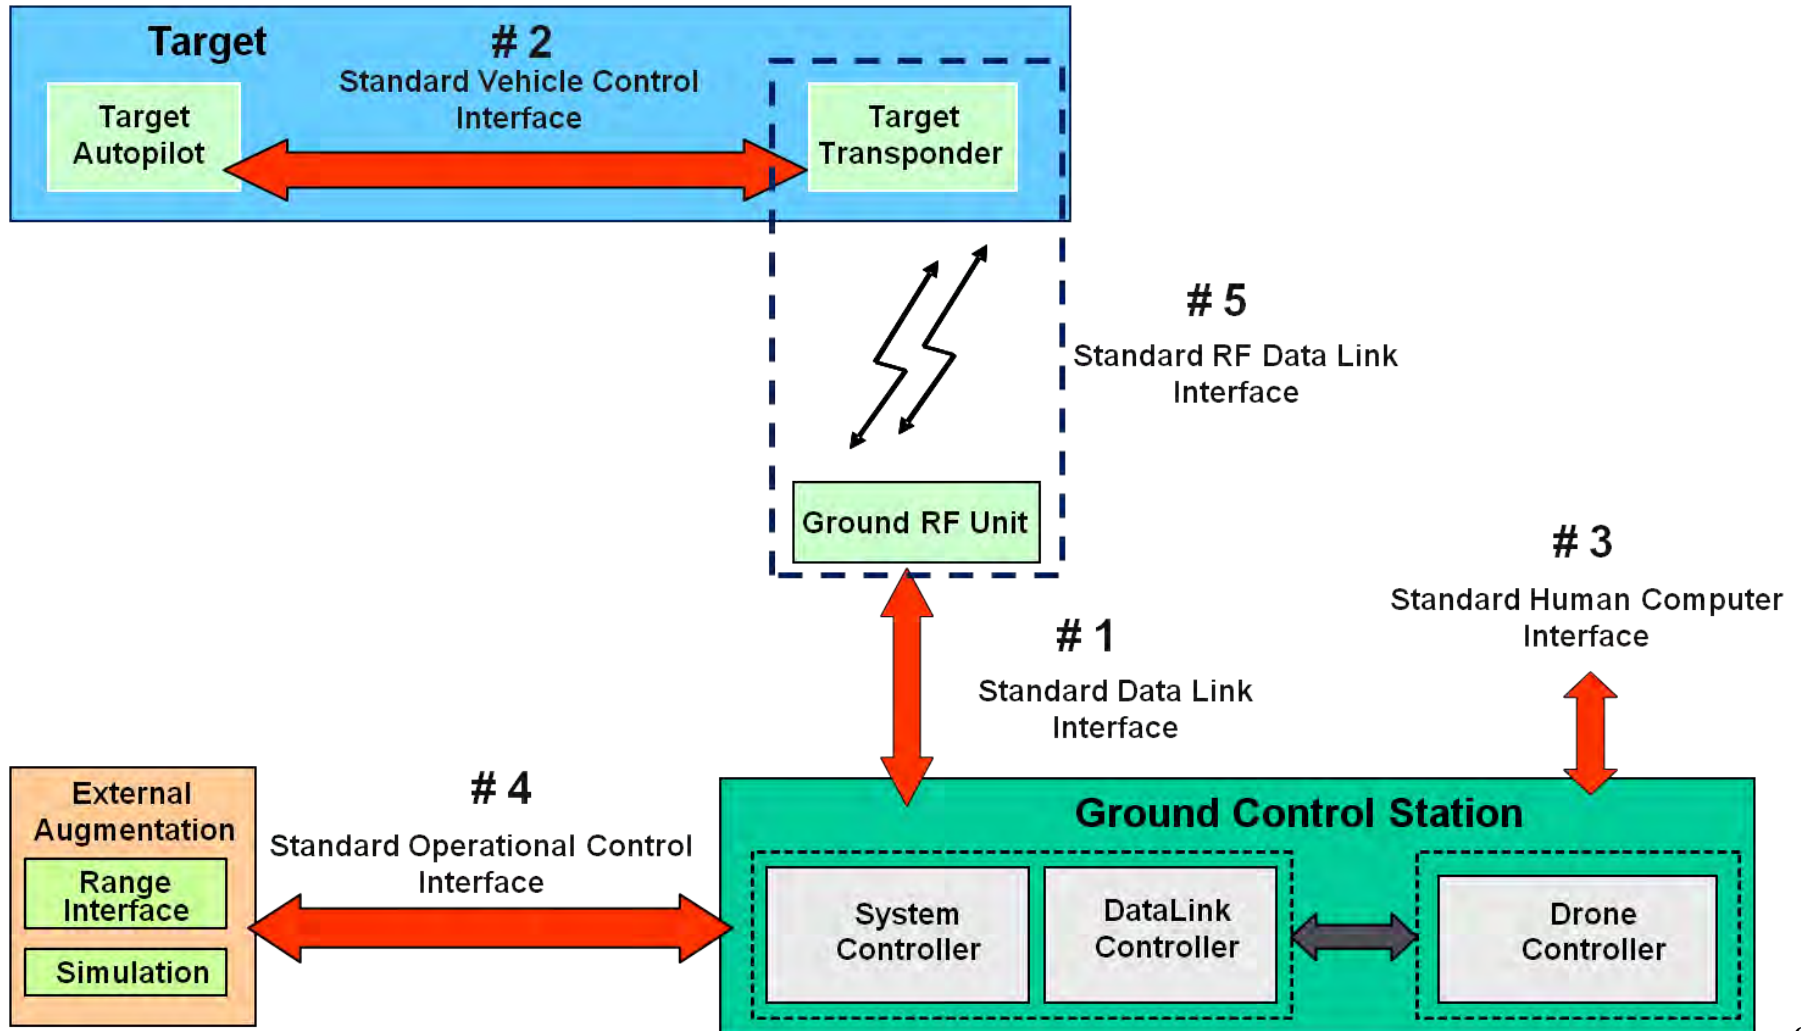 Target
# 2
Standard Vehicle Control
Interface
Target
Autopilot
Target
Transponder
# 5
Standard RF Data Link
Interface
Ground RF Unit
# 3
Standard Human Computer
Interface
# 1
Standard Data Link
Interface
External
Augmentation
Range
Interface
Simulation
# 4
Standard Operational Control
Interface
Ground Control Station
System
Controller
DataLink
Controller
Drone
Controller